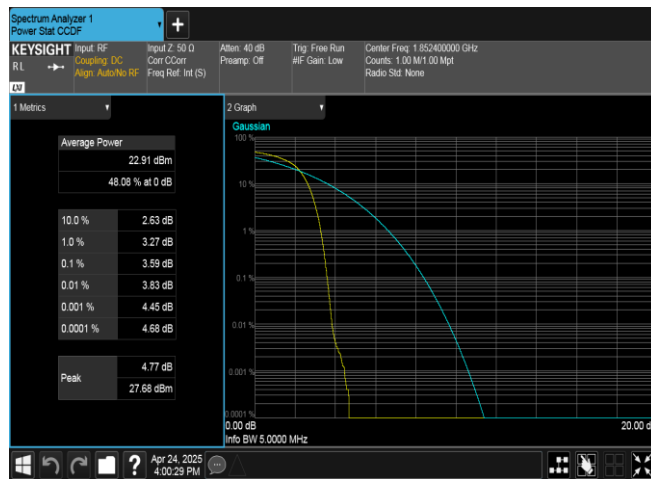 Spectrum Analyzer 1
Power Stat CCDF
+
KEYSIGHT
RL
LXI
Input: RF
Coupling: DC
Align: Auto/No RF
Input Z: 50 Ω
Corr CCorr
Freq Ref: Int (S)
Atten: 40 dB
Preamp: Off
Trig: Free Run
#IF Gain: Low
Center Freq: 1.852400000 GHz
Counts: 1.00 M/1.00 Mpt
Radio Std: None
1 Metrics
Average Power
22.91 dBm
48.08 % at 0 dB
10.0 % 2.63 dB
1.0 % 3.27 dB
0.1 % 3.59 dB
0.01 % 3.83 dB
0.001 % 4.45 dB
0.0001 % 4.68 dB
Peak
4.77 dB
27.68 dBm
2 Graph
Gaussian
100 %
10 %
1 %
0.1 %
0.01 %
0.001 %
0.0001 %
0.00 dB
20.00 d
Info BW 5.0000 MHz
?
Apr 24, 2025
4:00:29 PM